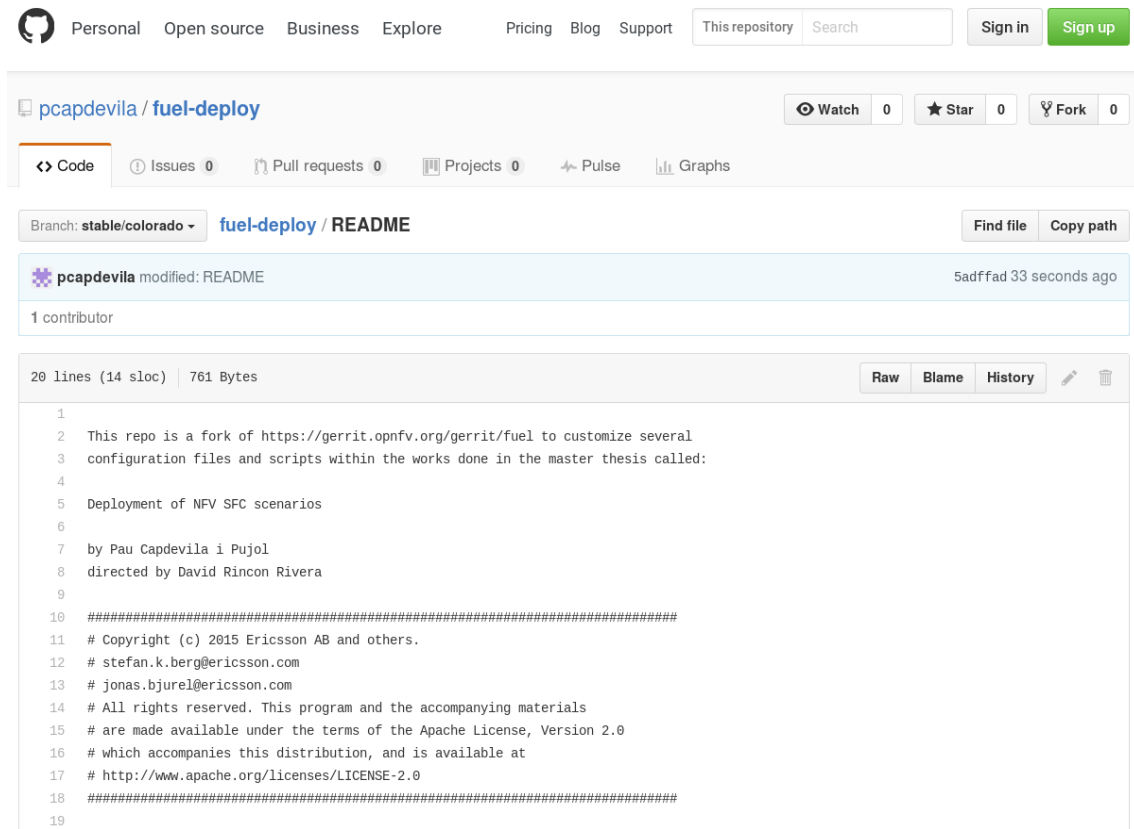 Personal Open source Business Explore Pricing Blog Support This repository Search Sign in Sign up
pcapdevila / fuel-deploy Watch 0 Star 0 Fork 0
Code Issues 0 Pull requests 0 Projects 0 Pulse Graphs
Branch: stable/colorado fuel-deploy / README Find file Copy path
pcapdevila modified: README 5adffad 33 seconds ago
1 contributor
20 lines (14 sloc) 761 Bytes Raw Blame History
1
2 This repo is a fork of https://gerrit.opnfv.org/gerrit/fuel to customize several
3 configuration files and scripts within the works done in the master thesis called:
4
5 Deployment of NFV SFC scenarios
6
7 by Pau Capdevila i Pujol
8 directed by David Rincon Rivera
9
10 ##############################################################################
11 # Copyright (c) 2015 Ericsson AB and others.
12 # stefan.k.berg@ericsson.com
13 # jonas.bjurel@ericsson.com
14 # All rights reserved. This program and the accompanying materials
15 # are made available under the terms of the Apache License, Version 2.0
16 # which accompanies this distribution, and is available at
17 # http://www.apache.org/licenses/LICENSE-2.0
18 ##############################################################################
19